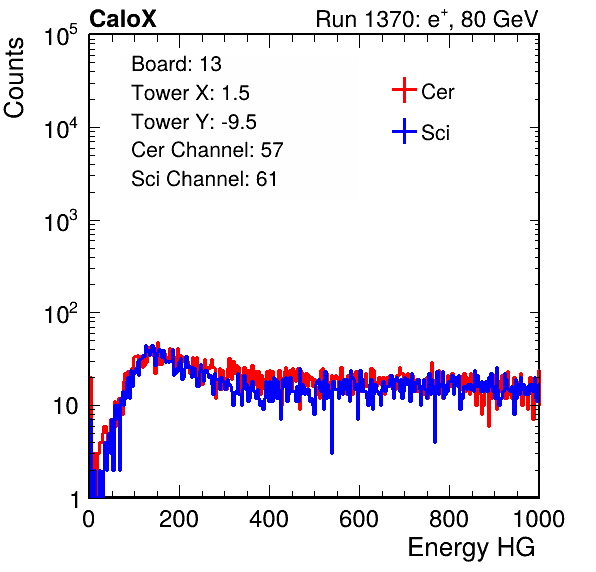 CaloX Run 1370: e⁺, 80 GeV
Counts
Board: 13
Tower X: 1.5
Tower Y: -9.5
Cer Channel: 57
Sci Channel: 61
Cer
Sci
10⁵
10⁴
10³
10²
10
1
0 200 400 600 800 1000
Energy HG